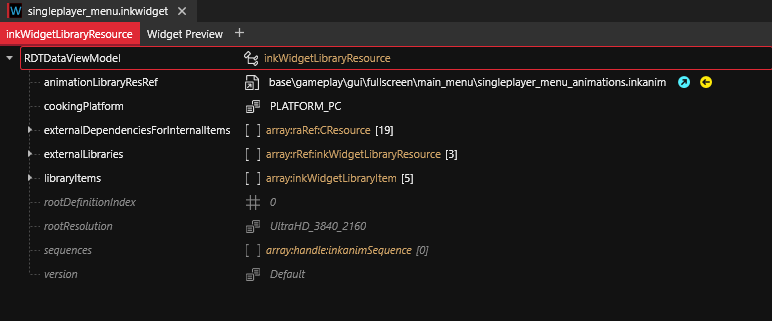 W singleplayer_menu.inkwidget
inkWidgetLibraryResource Widget Preview
RDTDataViewModel inkWidgetLibraryResource
animationLibraryResRef base\gameplay\gui\fullscreen\main_menu\singleplayer_menu_animations.inkanim
cookingPlatform PLATFORM_PC
externalDependenciesForInternalItems array:raRef:CResource [19]
externalLibraries array:rRef:inkWidgetLibraryResource [3]
libraryItems array:inkWidgetLibraryItem [5]
rootDefinitionIndex 0
rootResolution UltraHD_3840_2160
sequences array:handle:inkanimSequence [0]
version Default